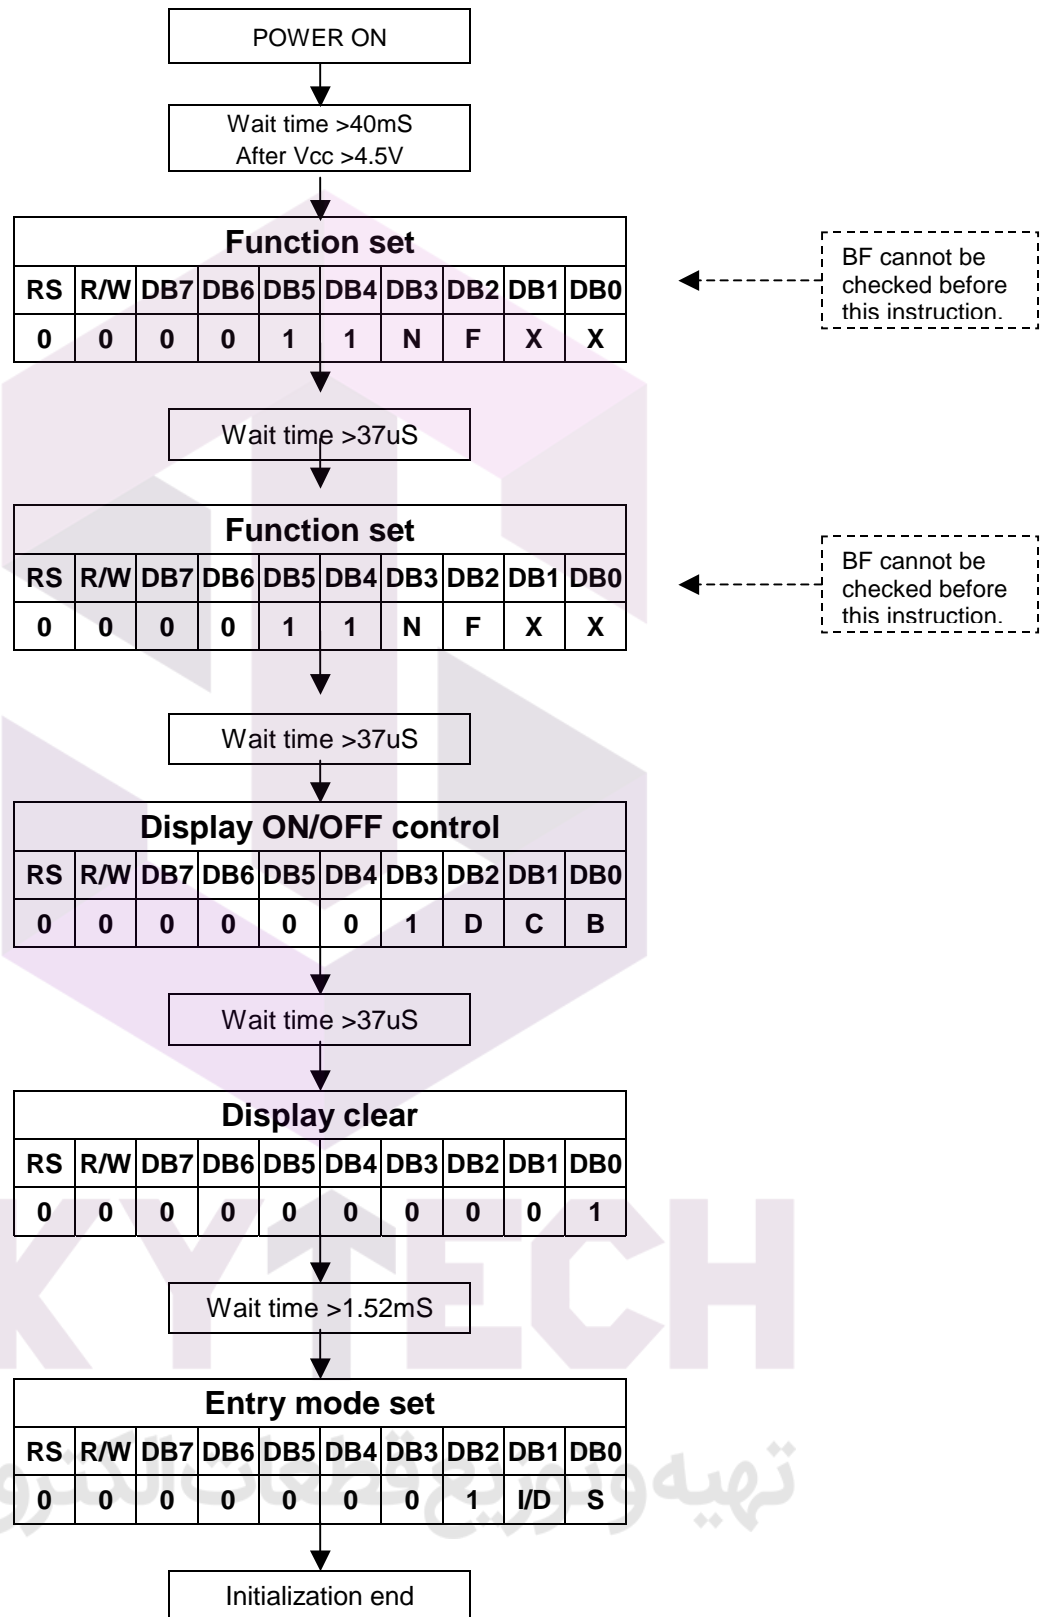 POWER ON
Wait time >40mS
After Vcc >4.5V
Function set
RS R/W DB7 DB6 DB5 DB4 DB3 DB2 DB1 DB0
0 0 0 0 1 1 N F X X
BF cannot be
checked before
this instruction.
Wait time >37uS
Function set
RS R/W DB7 DB6 DB5 DB4 DB3 DB2 DB1 DB0
0 0 0 0 1 1 N F X X
BF cannot be
checked before
this instruction.
Wait time >37uS
Display ON/OFF control
RS R/W DB7 DB6 DB5 DB4 DB3 DB2 DB1 DB0
0 0 0 0 0 0 1 D C B
Wait time >37uS
Display clear
RS R/W DB7 DB6 DB5 DB4 DB3 DB2 DB1 DB0
0 0 0 0 0 0 0 0 0 1
KYTECH
Wait time >1.52mS
Entry mode set
RS R/W DB7 DB6 DB5 DB4 DB3 DB2 DB1 DB0
تهیه و توزیع قطعات
0 0 0 0 0 0 0 1 I/D S
Initialization end